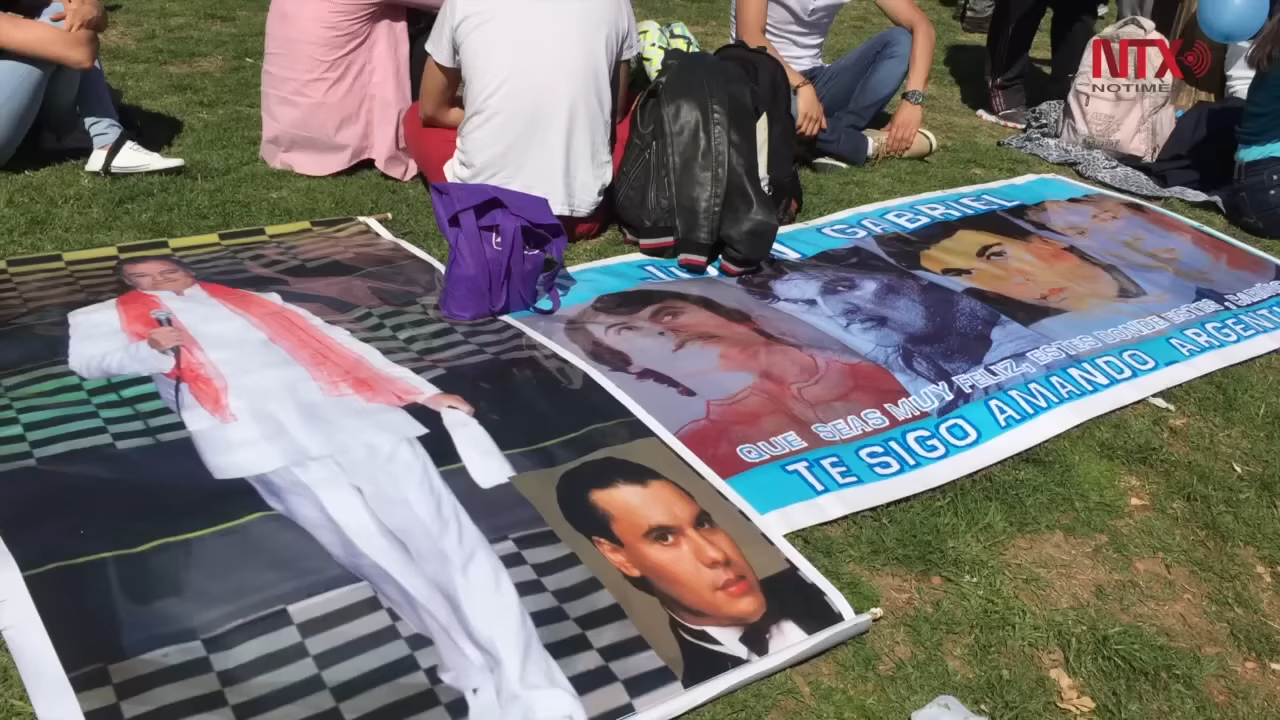 NTX
NOTIME
GABRIEL
QUE SEAS MUY FELIZ, ESTES DONDE ESTES
TE SIGO AMANDO ARGENT